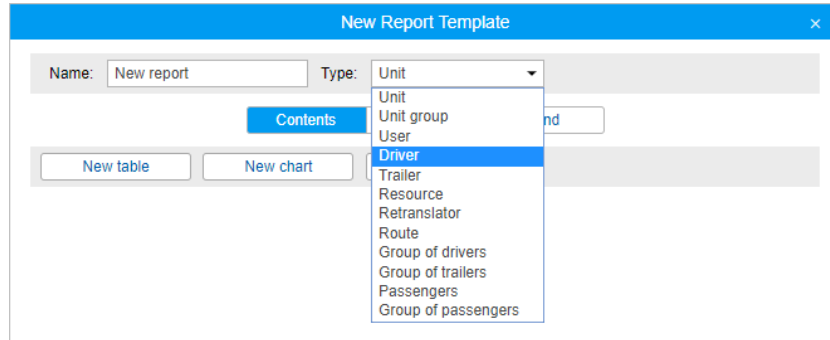 New Report Template ×
Name: New report Type: Unit
Unit
Unit group
User
Driver
Trailer
Resource
Retranslator
Route
Group of drivers
Group of trailers
Passengers
Group of passengers
Contents nd
New table New chart